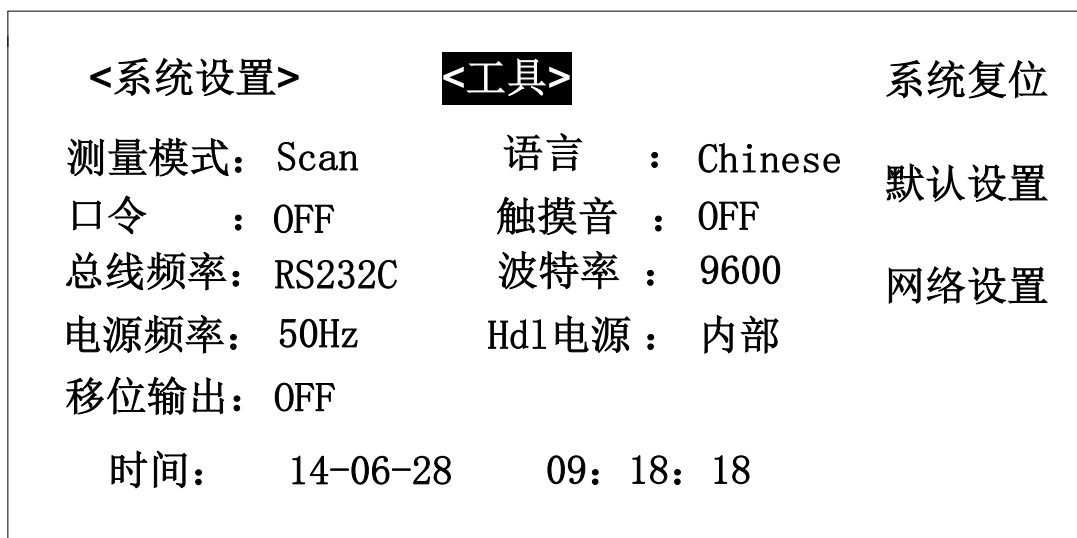 <系统设置> <工具> 系统复位
测量模式： Scan 语言 ： Chinese
默认设置
口令 ： OFF 触摸音 ： OFF
总线频率： RS232C 波特率 ： 9600
网络设置
电源频率： 50Hz Hdl电源 ： 内部
移位输出： OFF
时间： 14-06-28 09：18：18